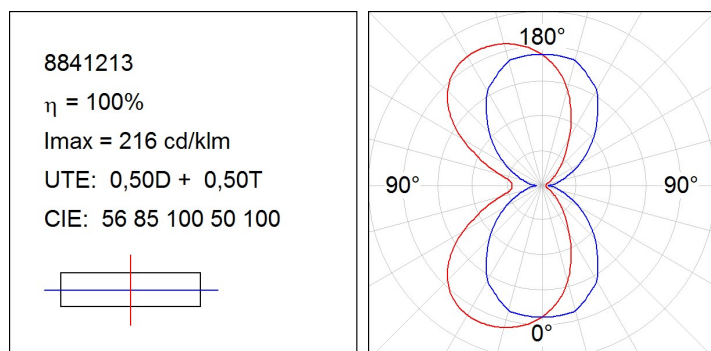 8841213
η = 100%
Imax = 216 cd/klm
UTE: 0,50D + 0,50T
CIE: 56 85 100 50 100
180°
90° 90°
0°